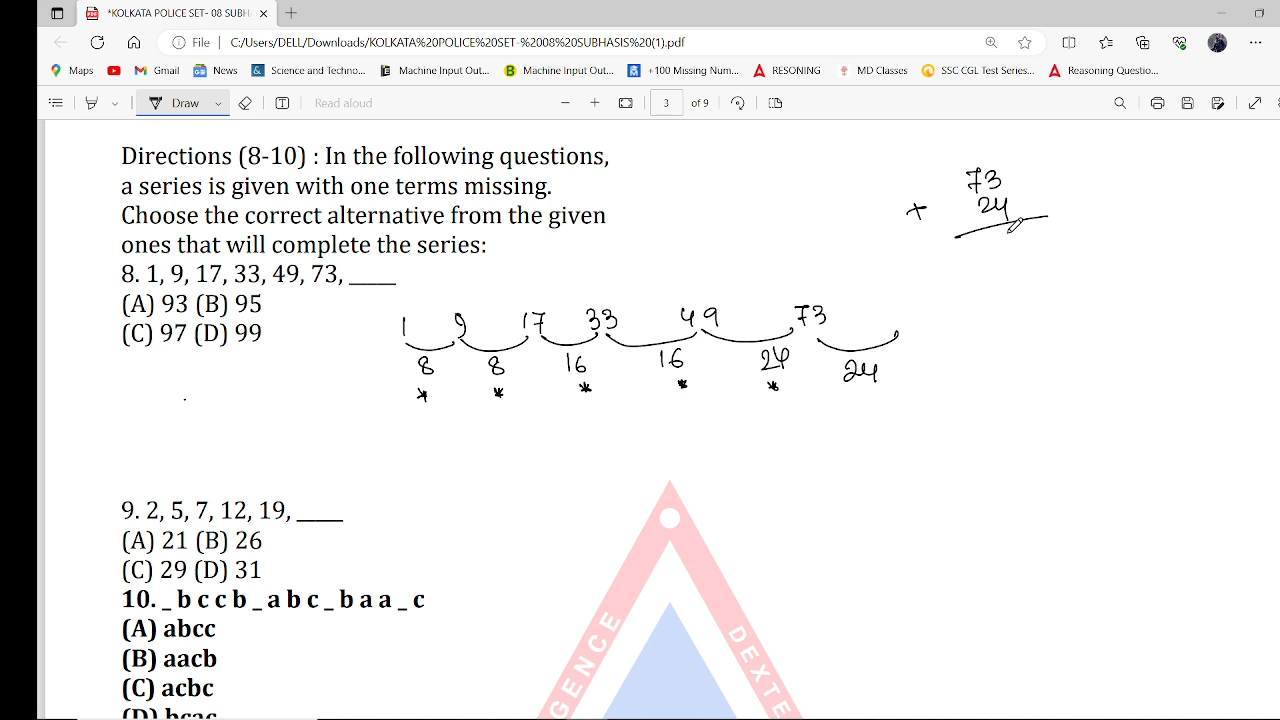 *KOLKATA POLICE SET- 08 SUBH
File C:/Users/DELL/Downloads/KOLKATA%20POLICE%20SET-%2008%20SUBHASIS%20(1).pdf
Maps Gmail News Science and Techno... Machine Input Out... Machine Input Out... +100 Missing Num... RESONING MD Classes SSC CGL Test Series... Reasoning Questio...
Draw Read aloud 3 of 9
Directions (8-10) : In the following questions,
a series is given with one terms missing.
Choose the correct alternative from the given
ones that will complete the series:
8. 1, 9, 17, 33, 49, 73, _____
(A) 93 (B) 95
(C) 97 (D) 99
73
+ 24
1 9 17 33 49 73
8 8 16 16 24 24
* * * * *
9. 2, 5, 7, 12, 19, _____
(A) 21 (B) 26
(C) 29 (D) 31
10. _ b c c b _ a b c _ b a a _ c
(A) abcc
(B) aacb
(C) acbc
(D) bcac
GENCE
DEXTE